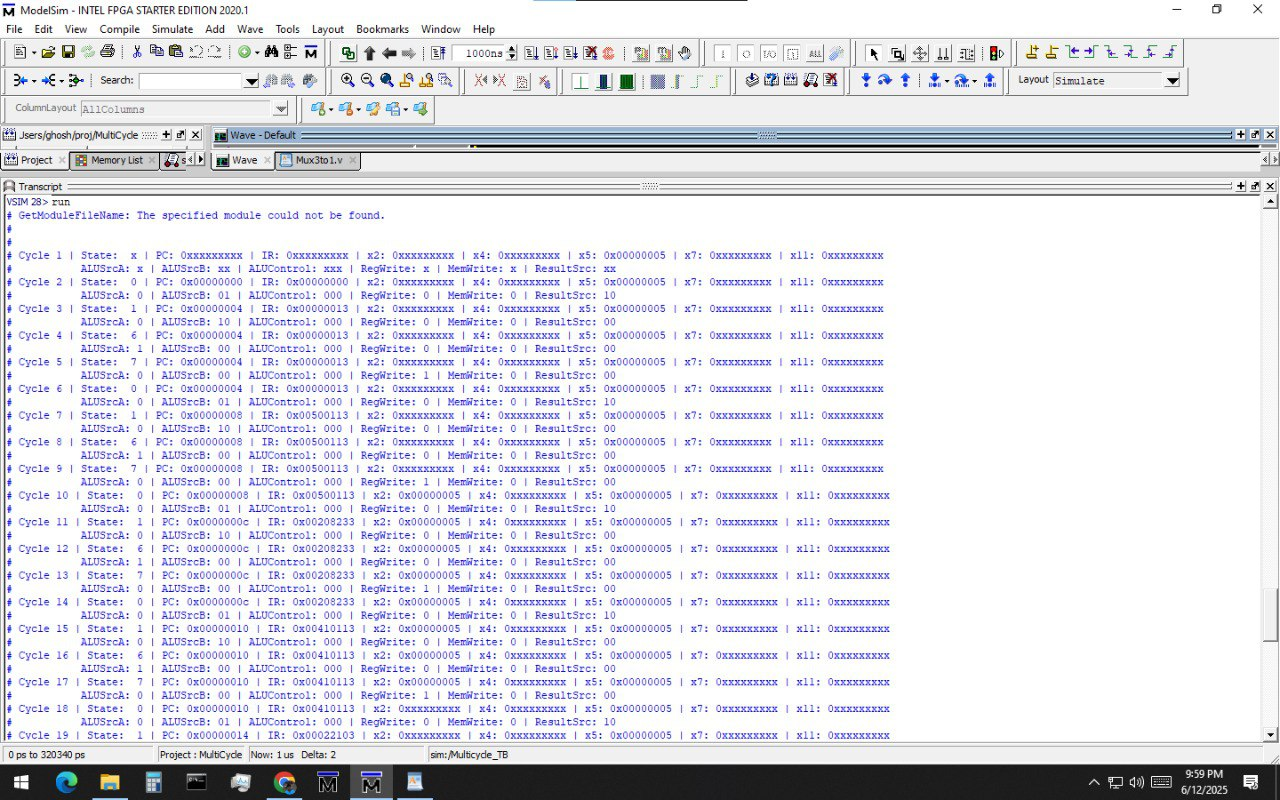 ModelSim - INTEL FPGA STARTER EDITION 2020.1
File Edit View Compile Simulate Add Wave Tools Layout Bookmarks Window Help
1000ns
Search:
Layout Simulate
ColumnLayout AllColumns
Jsers/ghosh/proj/MultiCycle
Wave - Default
Project Memory List s Wave Mux3to1.v
Transcript
VSIM 28> run
# GetModuleFileName: The specified module could not be found.
#
#
# Cycle 1 | State: x | PC: 0xxxxxxxxx | IR: 0xxxxxxxxx | x2: 0xxxxxxxxx | x4: 0xxxxxxxxx | x5: 0x00000005 | x7: 0xxxxxxxxx | x11: 0xxxxxxxxx
# ALUSrcA: x | ALUSrcB: xx | ALUControl: xxx | RegWrite: x | MemWrite: x | ResultSrc: xx
# Cycle 2 | State: 0 | PC: 0x00000000 | IR: 0x00000000 | x2: 0xxxxxxxxx | x4: 0xxxxxxxxx | x5: 0x00000005 | x7: 0xxxxxxxxx | x11: 0xxxxxxxxx
# ALUSrcA: 0 | ALUSrcB: 01 | ALUControl: 000 | RegWrite: 0 | MemWrite: 0 | ResultSrc: 10
# Cycle 3 | State: 1 | PC: 0x00000004 | IR: 0x00000013 | x2: 0xxxxxxxxx | x4: 0xxxxxxxxx | x5: 0x00000005 | x7: 0xxxxxxxxx | x11: 0xxxxxxxxx
# ALUSrcA: 0 | ALUSrcB: 10 | ALUControl: 000 | RegWrite: 0 | MemWrite: 0 | ResultSrc: 00
# Cycle 4 | State: 6 | PC: 0x00000004 | IR: 0x00000013 | x2: 0xxxxxxxxx | x4: 0xxxxxxxxx | x5: 0x00000005 | x7: 0xxxxxxxxx | x11: 0xxxxxxxxx
# ALUSrcA: 1 | ALUSrcB: 00 | ALUControl: 000 | RegWrite: 0 | MemWrite: 0 | ResultSrc: 00
# Cycle 5 | State: 7 | PC: 0x00000004 | IR: 0x00000013 | x2: 0xxxxxxxxx | x4: 0xxxxxxxxx | x5: 0x00000005 | x7: 0xxxxxxxxx | x11: 0xxxxxxxxx
# ALUSrcA: 0 | ALUSrcB: 00 | ALUControl: 000 | RegWrite: 1 | MemWrite: 0 | ResultSrc: 00
# Cycle 6 | State: 0 | PC: 0x00000004 | IR: 0x00000013 | x2: 0xxxxxxxxx | x4: 0xxxxxxxxx | x5: 0x00000005 | x7: 0xxxxxxxxx | x11: 0xxxxxxxxx
# ALUSrcA: 0 | ALUSrcB: 01 | ALUControl: 000 | RegWrite: 0 | MemWrite: 0 | ResultSrc: 10
# Cycle 7 | State: 1 | PC: 0x00000008 | IR: 0x00500113 | x2: 0xxxxxxxxx | x4: 0xxxxxxxxx | x5: 0x00000005 | x7: 0xxxxxxxxx | x11: 0xxxxxxxxx
# ALUSrcA: 0 | ALUSrcB: 10 | ALUControl: 000 | RegWrite: 0 | MemWrite: 0 | ResultSrc: 00
# Cycle 8 | State: 6 | PC: 0x00000008 | IR: 0x00500113 | x2: 0xxxxxxxxx | x4: 0xxxxxxxxx | x5: 0x00000005 | x7: 0xxxxxxxxx | x11: 0xxxxxxxxx
# ALUSrcA: 1 | ALUSrcB: 00 | ALUControl: 000 | RegWrite: 0 | MemWrite: 0 | ResultSrc: 00
# Cycle 9 | State: 7 | PC: 0x00000008 | IR: 0x00500113 | x2: 0xxxxxxxxx | x4: 0xxxxxxxxx | x5: 0x00000005 | x7: 0xxxxxxxxx | x11: 0xxxxxxxxx
# ALUSrcA: 0 | ALUSrcB: 00 | ALUControl: 000 | RegWrite: 1 | MemWrite: 0 | ResultSrc: 00
# Cycle 10 | State: 0 | PC: 0x00000008 | IR: 0x00500113 | x2: 0x00000005 | x4: 0xxxxxxxxx | x5: 0x00000005 | x7: 0xxxxxxxxx | x11: 0xxxxxxxxx
# ALUSrcA: 0 | ALUSrcB: 01 | ALUControl: 000 | RegWrite: 0 | MemWrite: 0 | ResultSrc: 10
# Cycle 11 | State: 1 | PC: 0x0000000c | IR: 0x00208233 | x2: 0x00000005 | x4: 0xxxxxxxxx | x5: 0x00000005 | x7: 0xxxxxxxxx | x11: 0xxxxxxxxx
# ALUSrcA: 0 | ALUSrcB: 10 | ALUControl: 000 | RegWrite: 0 | MemWrite: 0 | ResultSrc: 00
# Cycle 12 | State: 6 | PC: 0x0000000c | IR: 0x00208233 | x2: 0x00000005 | x4: 0xxxxxxxxx | x5: 0x00000005 | x7: 0xxxxxxxxx | x11: 0xxxxxxxxx
# ALUSrcA: 1 | ALUSrcB: 00 | ALUControl: 000 | RegWrite: 0 | MemWrite: 0 | ResultSrc: 00
# Cycle 13 | State: 7 | PC: 0x0000000c | IR: 0x00208233 | x2: 0x00000005 | x4: 0xxxxxxxxx | x5: 0x00000005 | x7: 0xxxxxxxxx | x11: 0xxxxxxxxx
# ALUSrcA: 0 | ALUSrcB: 00 | ALUControl: 000 | RegWrite: 1 | MemWrite: 0 | ResultSrc: 00
# Cycle 14 | State: 0 | PC: 0x0000000c | IR: 0x00208233 | x2: 0x00000005 | x4: 0xxxxxxxxx | x5: 0x00000005 | x7: 0xxxxxxxxx | x11: 0xxxxxxxxx
# ALUSrcA: 0 | ALUSrcB: 01 | ALUControl: 000 | RegWrite: 0 | MemWrite: 0 | ResultSrc: 10
# Cycle 15 | State: 1 | PC: 0x00000010 | IR: 0x00410113 | x2: 0x00000005 | x4: 0xxxxxxxxx | x5: 0x00000005 | x7: 0xxxxxxxxx | x11: 0xxxxxxxxx
# ALUSrcA: 0 | ALUSrcB: 10 | ALUControl: 000 | RegWrite: 0 | MemWrite: 0 | ResultSrc: 00
# Cycle 16 | State: 6 | PC: 0x00000010 | IR: 0x00410113 | x2: 0x00000005 | x4: 0xxxxxxxxx | x5: 0x00000005 | x7: 0xxxxxxxxx | x11: 0xxxxxxxxx
# ALUSrcA: 1 | ALUSrcB: 00 | ALUControl: 000 | RegWrite: 0 | MemWrite: 0 | ResultSrc: 00
# Cycle 17 | State: 7 | PC: 0x00000010 | IR: 0x00410113 | x2: 0x00000005 | x4: 0xxxxxxxxx | x5: 0x00000005 | x7: 0xxxxxxxxx | x11: 0xxxxxxxxx
# ALUSrcA: 0 | ALUSrcB: 00 | ALUControl: 000 | RegWrite: 1 | MemWrite: 0 | ResultSrc: 00
# Cycle 18 | State: 0 | PC: 0x00000010 | IR: 0x00410113 | x2: 0xxxxxxxxx | x4: 0xxxxxxxxx | x5: 0x00000005 | x7: 0xxxxxxxxx | x11: 0xxxxxxxxx
# ALUSrcA: 0 | ALUSrcB: 01 | ALUControl: 000 | RegWrite: 0 | MemWrite: 0 | ResultSrc: 10
# Cycle 19 | State: 1 | PC: 0x00000014 | IR: 0x00022103 | x2: 0xxxxxxxxx | x4: 0xxxxxxxxx | x5: 0x00000005 | x7: 0xxxxxxxxx | x11: 0xxxxxxxxx
0 ps to 320340 ps Project : MultiCycle Now: 1 us Delta: 2 sim:/Multicycle_TB
9:59 PM
6/12/2025